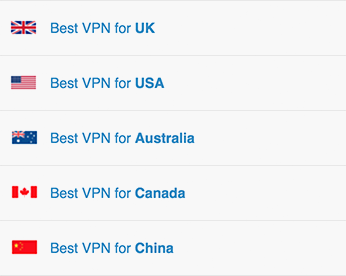 Best VPN for UK
Best VPN for USA
Best VPN for Australia
Best VPN for Canada
Best VPN for China